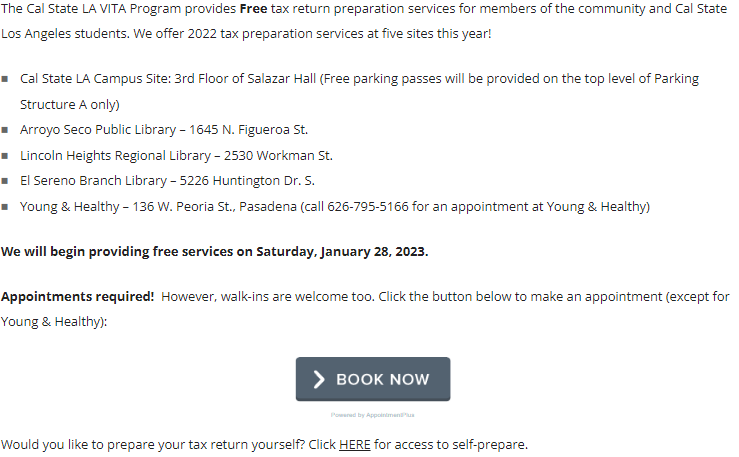 The Cal State LA VITA Program provides Free tax return preparation services for members of the community and Cal State
Los Angeles students. We offer 2022 tax preparation services at five sites this year!
Cal State LA Campus Site: 3rd Floor of Salazar Hall (Free parking passes will be provided on the top level of Parking
Structure A only)
Arroyo Seco Public Library – 1645 N. Figueroa St.
Lincoln Heights Regional Library – 2530 Workman St.
El Sereno Branch Library – 5226 Huntington Dr. S.
Young & Healthy – 136 W. Peoria St., Pasadena (call 626-795-5166 for an appointment at Young & Healthy)
We will begin providing free services on Saturday, January 28, 2023.
Appointments required!  However, walk-ins are welcome too. Click the button below to make an appointment (except for
Young & Healthy):
BOOK NOW
Powered by AppointmentPlus
Would you like to prepare your tax return yourself? Click HERE for access to self-prepare.